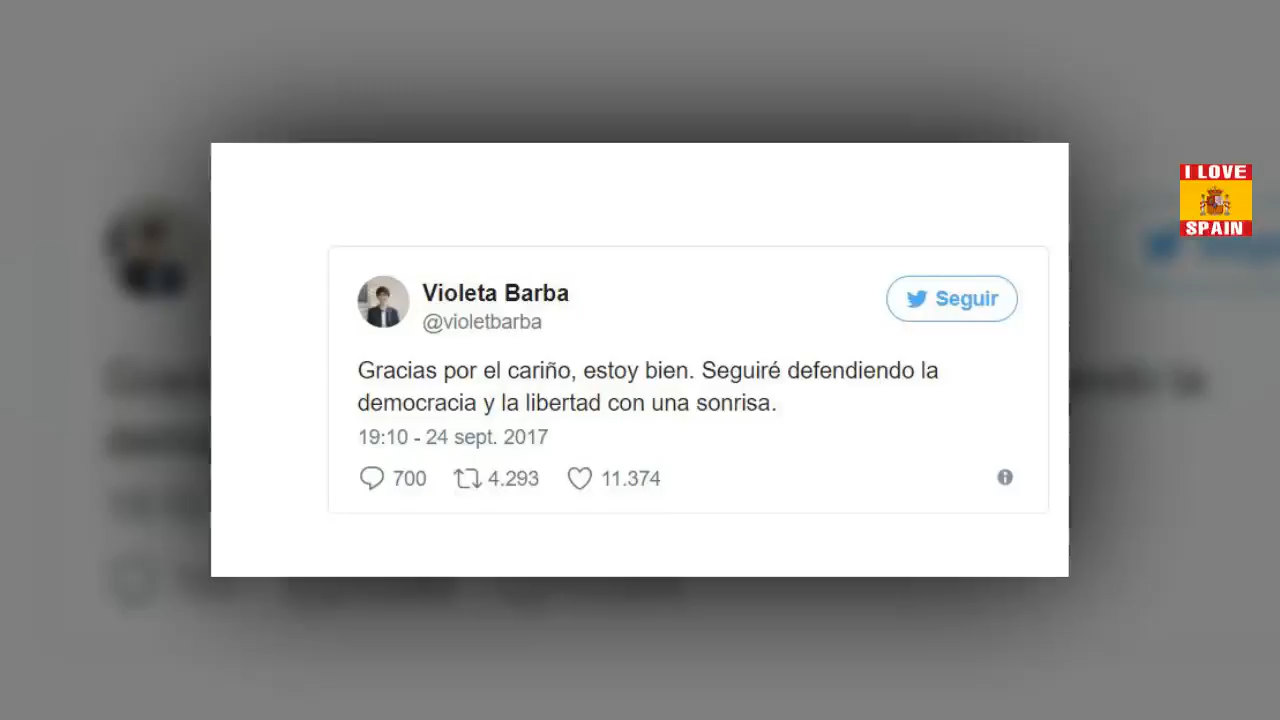 I LOVE
SPAIN
Violeta Barba
@violetbarba
Seguir
Gracias por el cariño, estoy bien. Seguiré defendiendo la
democracia y la libertad con una sonrisa.
19:10 - 24 sept. 2017
700 4.293 11.374